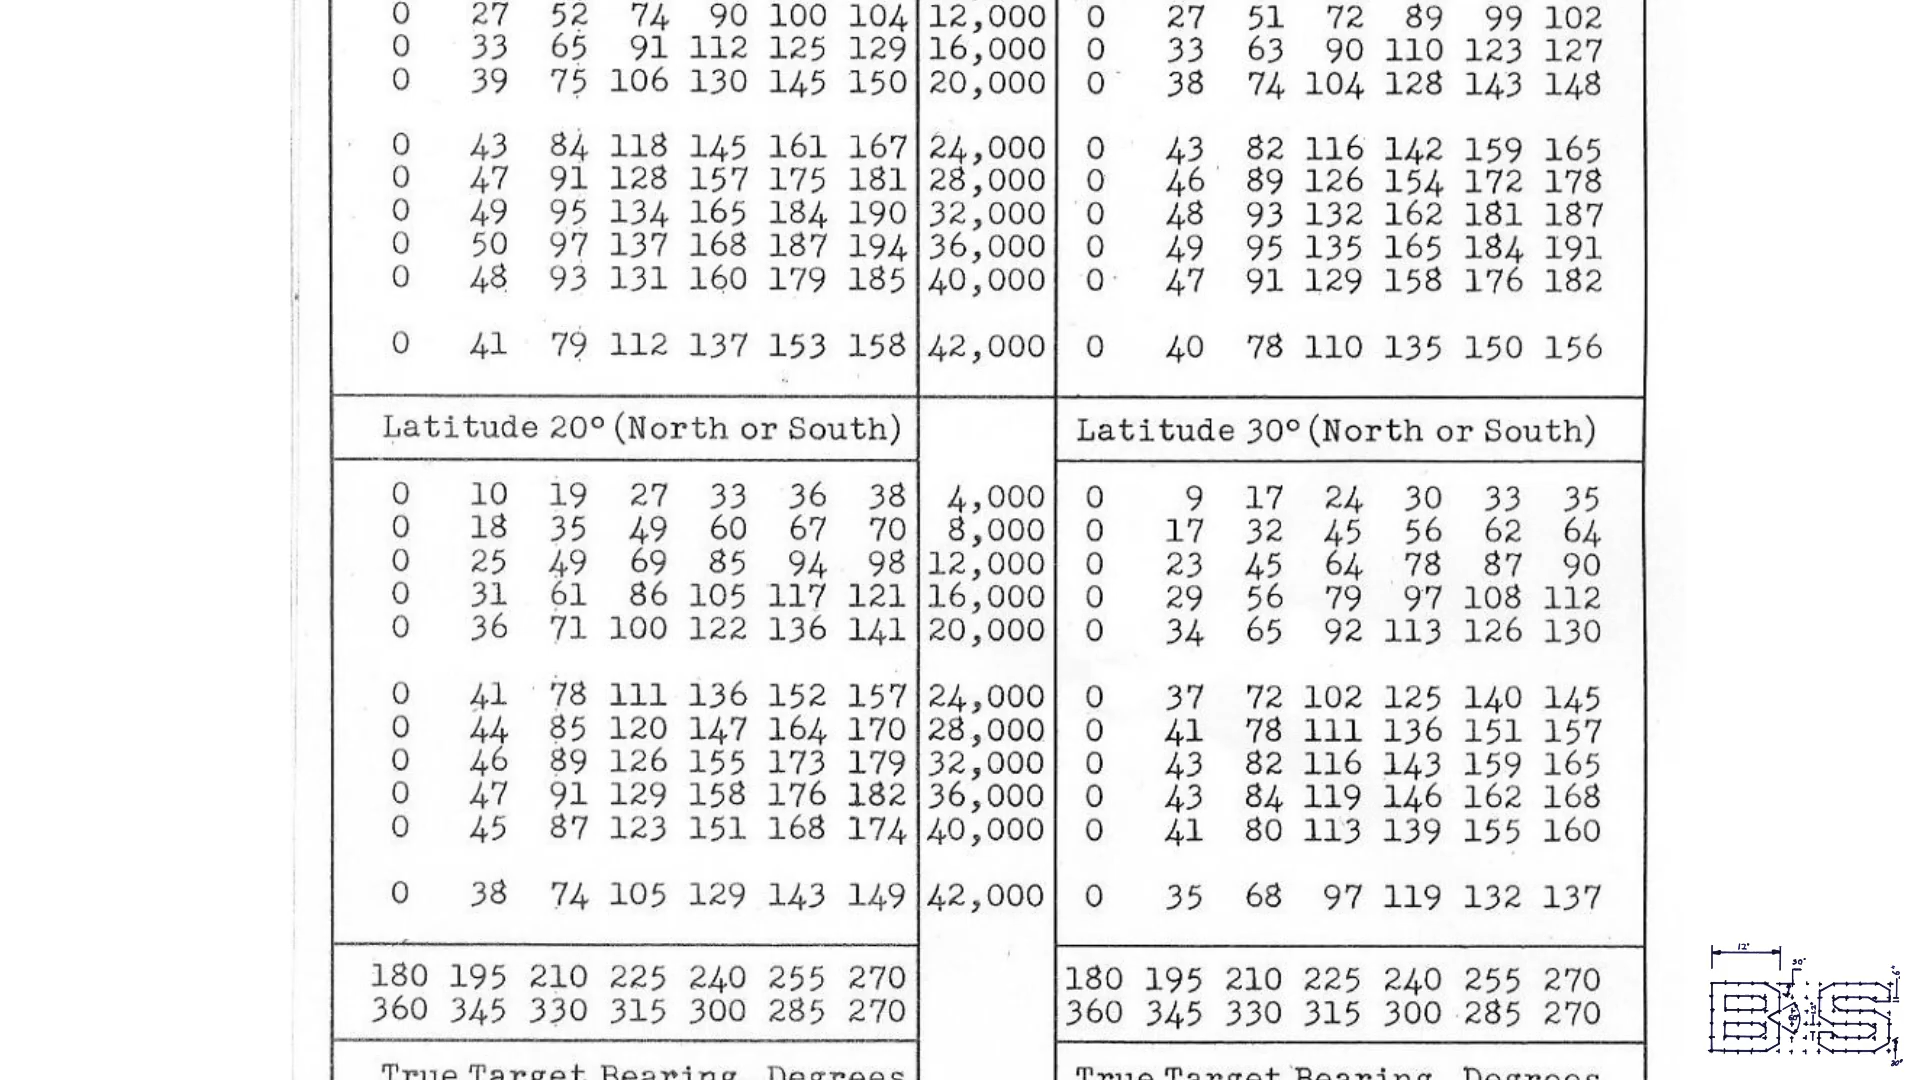 0 27 52 74 90 100 104 12,000 0 27 51 72 89 99 102
0 33 65 91 112 125 129 16,000 0 33 63 90 110 123 127
0 39 75 106 130 145 150 20,000 0 38 74 104 128 143 148
0 43 84 118 145 161 167 24,000 0 43 82 116 142 159 165
0 47 91 128 157 175 181 28,000 0 46 89 126 154 172 178
0 49 95 134 165 184 190 32,000 0 48 93 132 162 181 187
0 50 97 137 168 187 194 36,000 0 49 95 135 165 184 191
0 48 93 131 160 179 185 40,000 0 47 91 129 158 176 182
0 41 79 112 137 153 158 42,000 0 40 78 110 135 150 156
Latitude 20° (North or South) Latitude 30° (North or South)
0 10 19 27 33 36 38 4,000 0 9 17 24 30 33 35
0 18 35 49 60 67 70 8,000 0 17 32 45 56 62 64
0 25 49 69 85 94 98 12,000 0 23 45 64 78 87 90
0 31 61 86 105 117 121 16,000 0 29 56 79 97 108 112
0 36 71 100 122 136 141 20,000 0 34 65 92 113 126 130
0 41 78 111 136 152 157 24,000 0 37 72 102 125 140 145
0 44 85 120 147 164 170 28,000 0 41 78 111 136 151 157
0 46 89 126 155 173 179 32,000 0 43 82 116 143 159 165
0 47 91 129 158 176 182 36,000 0 43 84 119 146 162 168
0 45 87 123 151 168 174 40,000 0 41 80 113 139 155 160
0 38 74 105 129 143 149 42,000 0 35 68 97 119 132 137
180 195 210 225 240 255 270 180 195 210 225 240 255 270
360 345 330 315 300 285 270 360 345 330 315 300 285 270
True Target Bearing, Degrees True Target Bearing, Degrees
12"